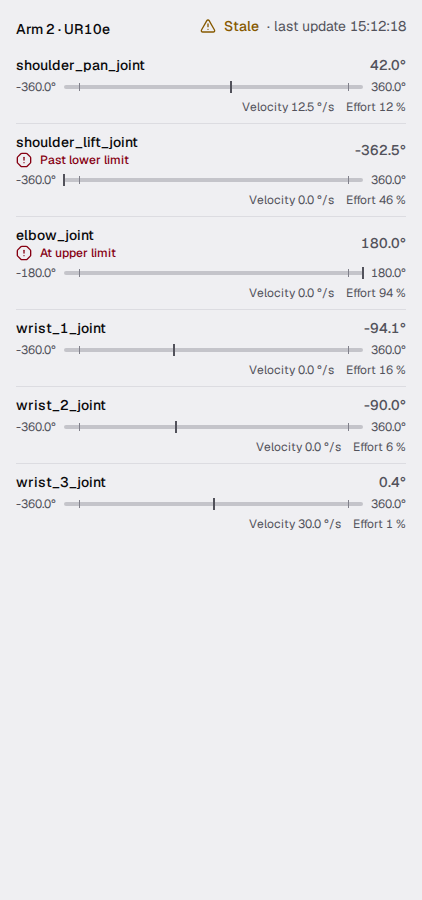 Arm 2 · UR10e
Stale · last update 15:12:18
shoulder_pan_joint
42.0°
-360.0°
360.0°
Velocity 12.5 °/s Effort 12 %
shoulder_lift_joint
Past lower limit
-362.5°
-360.0°
360.0°
Velocity 0.0 °/s Effort 46 %
elbow_joint
At upper limit
180.0°
-180.0°
180.0°
Velocity 0.0 °/s Effort 94 %
wrist_1_joint
-94.1°
-360.0°
360.0°
Velocity 0.0 °/s Effort 16 %
wrist_2_joint
-90.0°
-360.0°
360.0°
Velocity 0.0 °/s Effort 6 %
wrist_3_joint
0.4°
-360.0°
360.0°
Velocity 30.0 °/s Effort 1 %